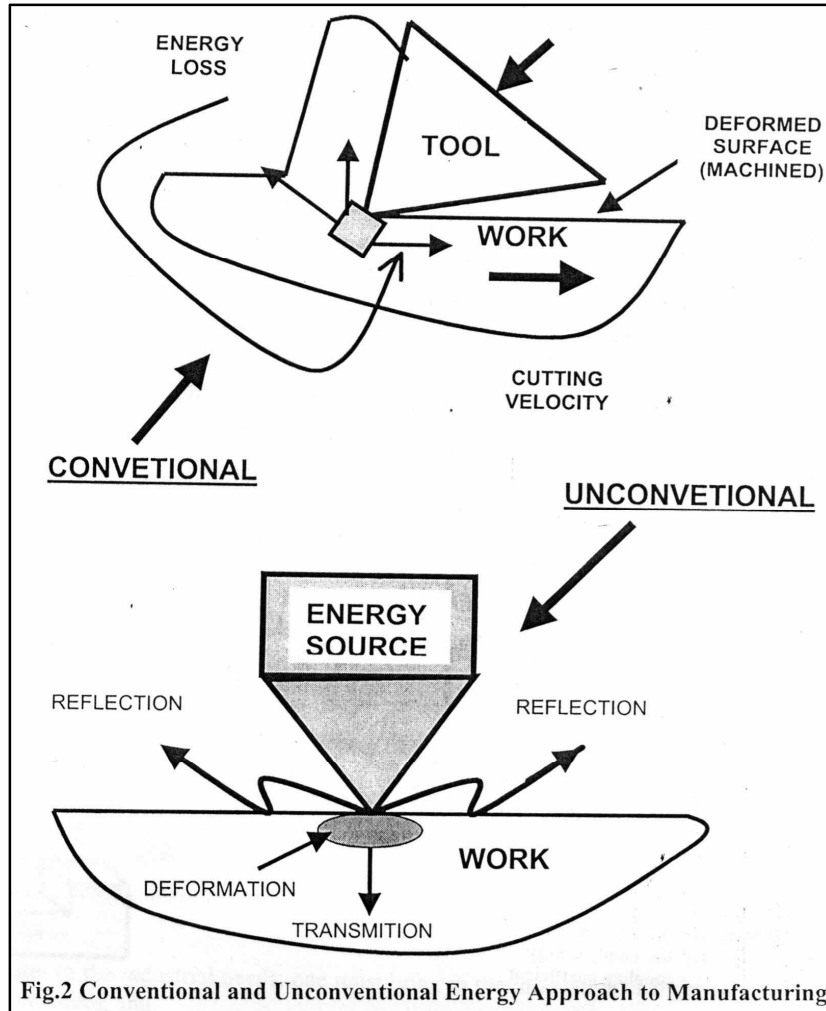 ENERGY
LOSS
TOOL
DEFORMED
SURFACE
(MACHINED)
WORK
CUTTING
VELOCITY
CONVETIONAL
UNCONVETIONAL
ENERGY
SOURCE
REFLECTION
REFLECTION
WORK
DEFORMATION
TRANSMITION
Fig.2 Conventional and Unconventional Energy Approach to Manufacturing